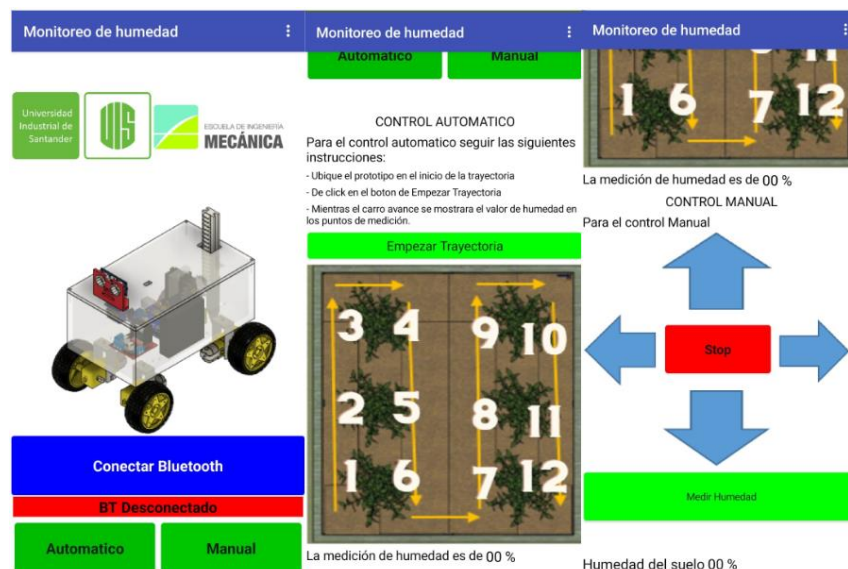 Monitoreo de humedad
Universidad
Industrial de
Santander
UIS
ESCUELA DE INGENIERÍA
MECÁNICA
Conectar Bluetooth
BT Desconectado
Automatico
Manual
Monitoreo de humedad
Automatico
Manual
CONTROL AUTOMATICO
Para el control automatico seguir las siguientes
instrucciones:
- Ubique el prototipo en el inicio de la trayectoria
- De click en el boton de Empezar Trayectoria
- Mientras el carro avance se mostrara el valor de humedad en
los puntos de medición.
Empezar Trayectoria
3 4 9 10
2 5 8 11
1 6 7 12
La medición de humedad es de 00 %
Monitoreo de humedad
1 6 7 12
La medición de humedad es de 00 %
CONTROL MANUAL
Para el control Manual
Stop
Medir Humedad
Humedad del suelo 00 %